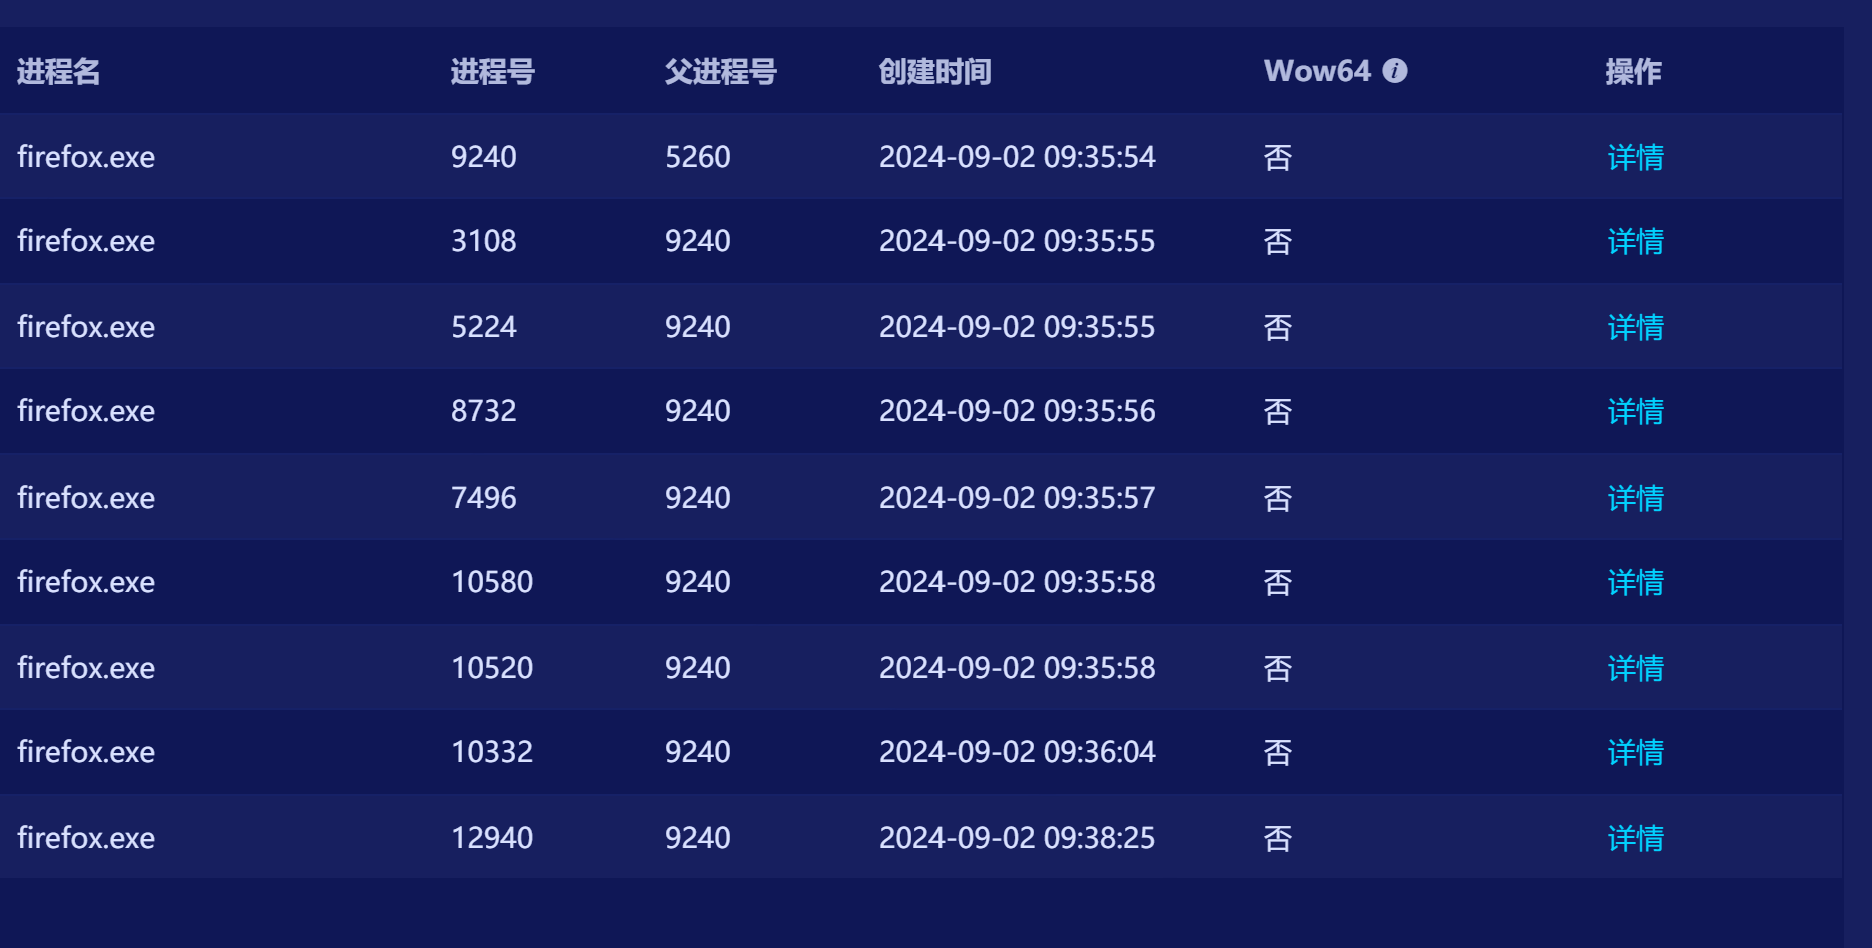 进程名 进程号 父进程号 创建时间 Wow64 操作
firefox.exe 9240 5260 2024-09-02 09:35:54 否 详情
firefox.exe 3108 9240 2024-09-02 09:35:55 否 详情
firefox.exe 5224 9240 2024-09-02 09:35:55 否 详情
firefox.exe 8732 9240 2024-09-02 09:35:56 否 详情
firefox.exe 7496 9240 2024-09-02 09:35:57 否 详情
firefox.exe 10580 9240 2024-09-02 09:35:58 否 详情
firefox.exe 10520 9240 2024-09-02 09:35:58 否 详情
firefox.exe 10332 9240 2024-09-02 09:36:04 否 详情
firefox.exe 12940 9240 2024-09-02 09:38:25 否 详情